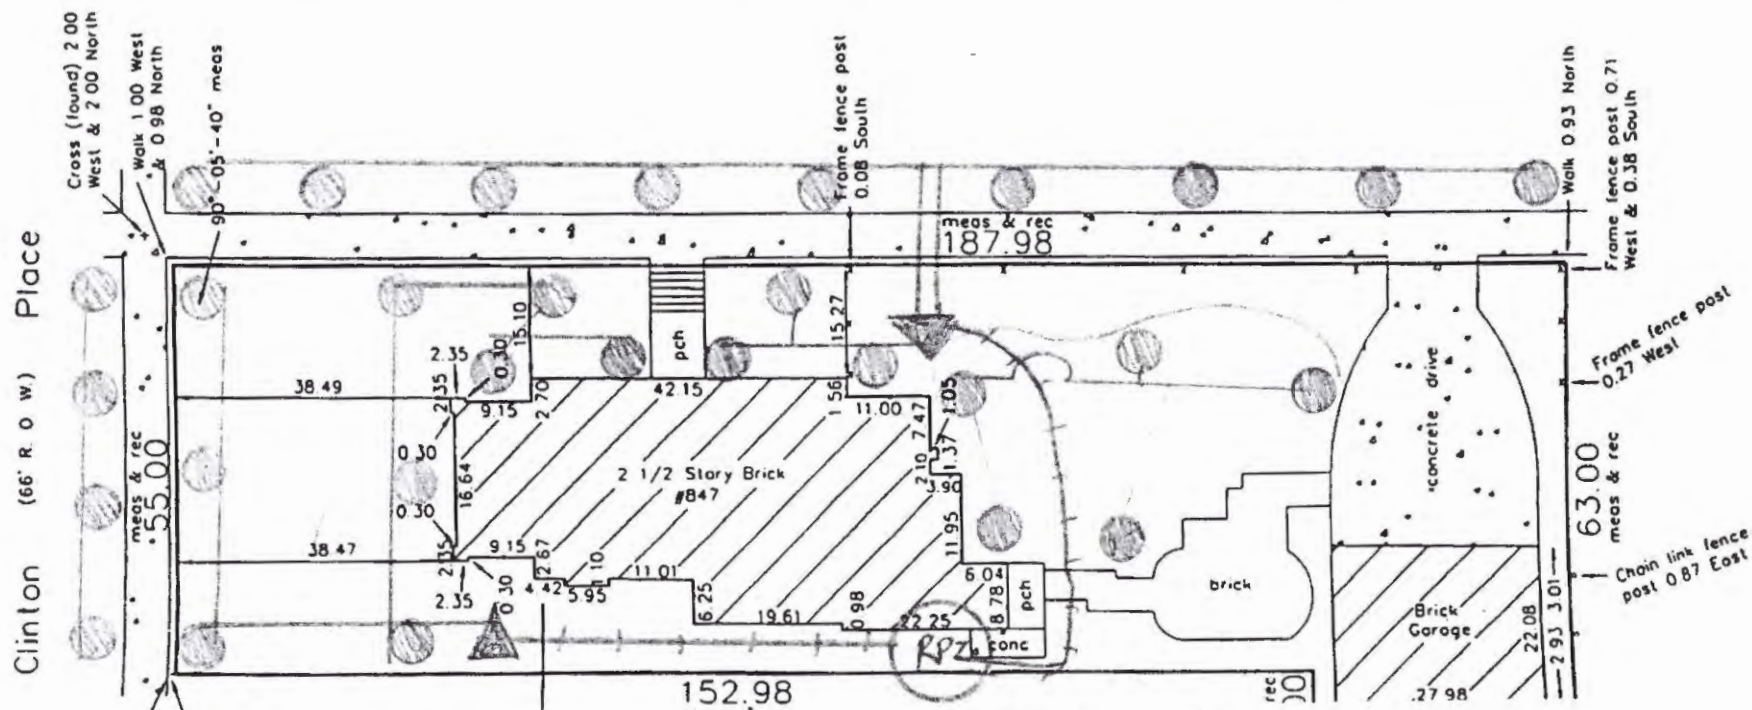 Cross (found) 2 00
West & 2 00 North
Walk 1 00 West
& 0 98 North
90°-05'-40" meas
Frame fence post
0.08 South
Walk 0 93 North
Frame fence post 0.71
West & 0.38 South
meas & rec
187.98
Clinton (66' R. O W.) Place
meas & rec
55.00
15.10
pch
15.27
2.35
0.30
38.49
2.35
9.15
2.70
42.15
1 56
11.00
1.05
7.47
1.37
2 10
3.90
0.30
16.64
0.30
2 1/2 Story Brick
#847
11.95
concrete drive
Frame fence post
0.27 West
63.00
meas & rec
Chain link fence
post 0.87 East
38.47
2.35
9.15
2.67
2.35
0.30
4.42
5.95
1.10
11.01
6.25
19.61
0.98
22.25
6.04
8.78
pch
conc
RPZ
brick
Brick
Garage
22.08
2.93 3.01
27 98
152.98
rec